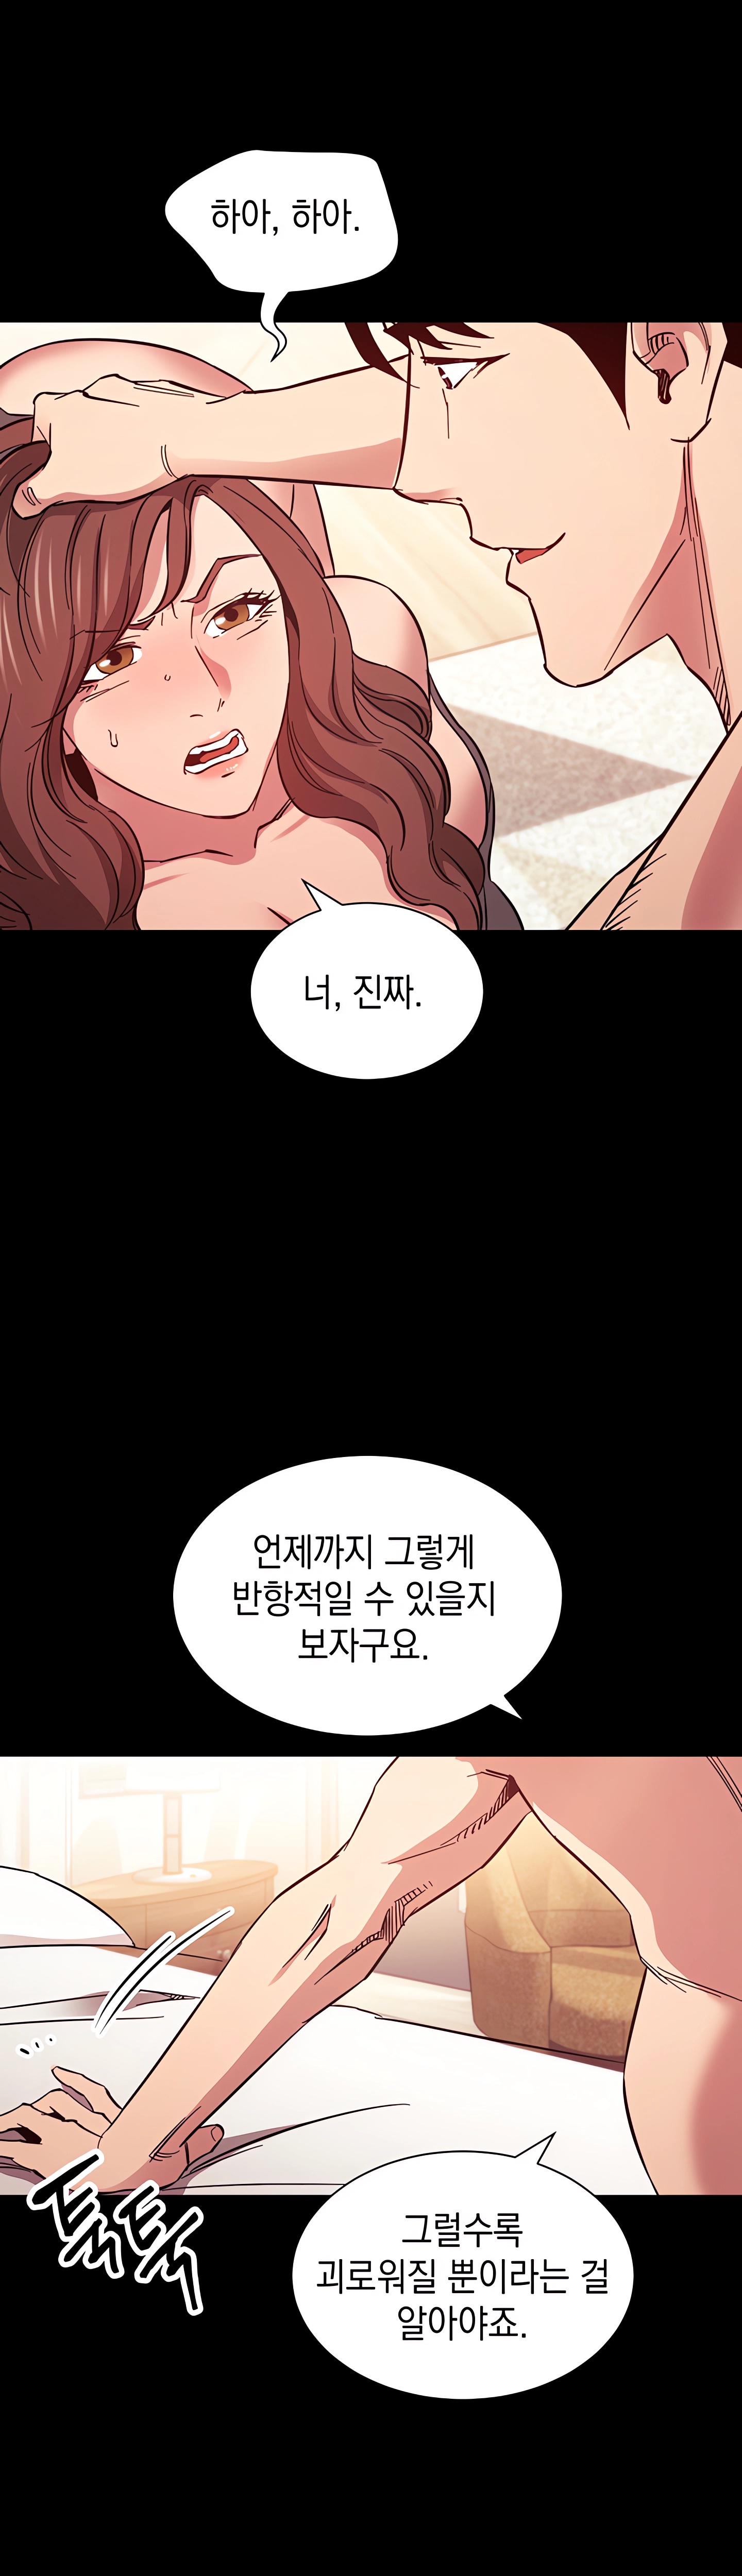 하아, 하아.
너, 진짜.
언제까지 그렇게
반항적일 수 있을지
보자구요.
툭툭
그럴수록
괴로워질 뿐이라는 걸
알아야죠.